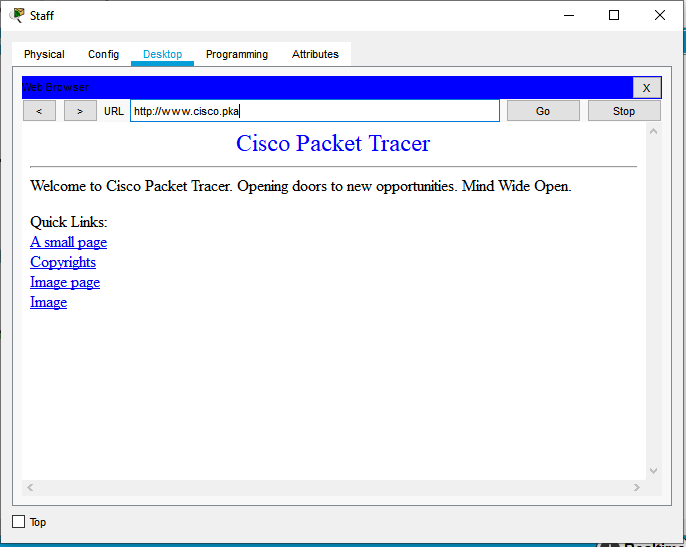 Staff
Physical Config Desktop Programming Attributes
Web Browser X
< > URL http://www.cisco.pka Go Stop
Cisco Packet Tracer
Welcome to Cisco Packet Tracer. Opening doors to new opportunities. Mind Wide Open.
Quick Links:
A small page
Copyrights
Image page
Image
Top
Realtime